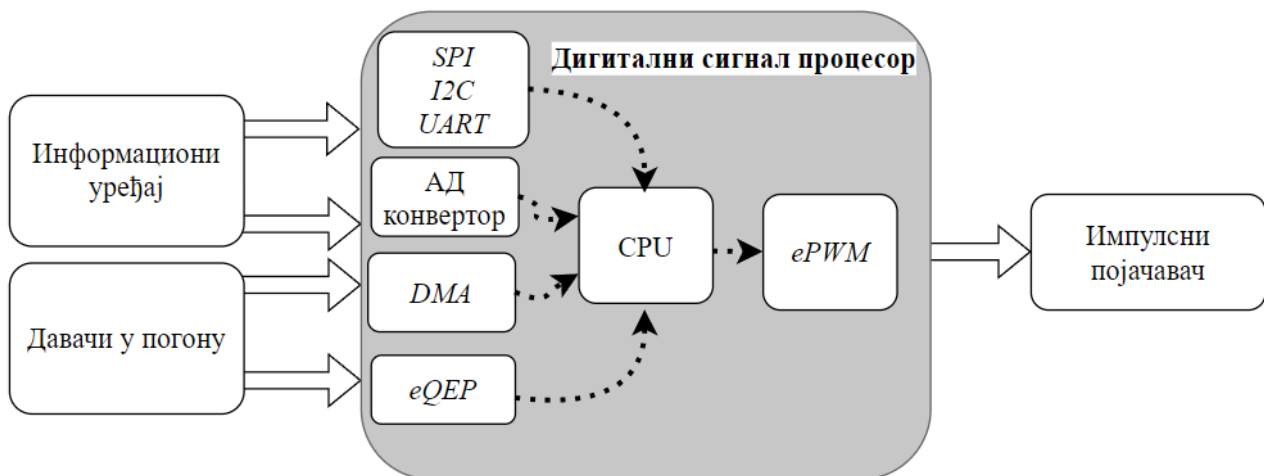 Дигитални сигнал процесор
SPI
I2C
UART
Информациони
уређај
АД
конвертор
CPU
ePWM
Импулсни
појачавач
DMA
Давачи у погону
eQEP